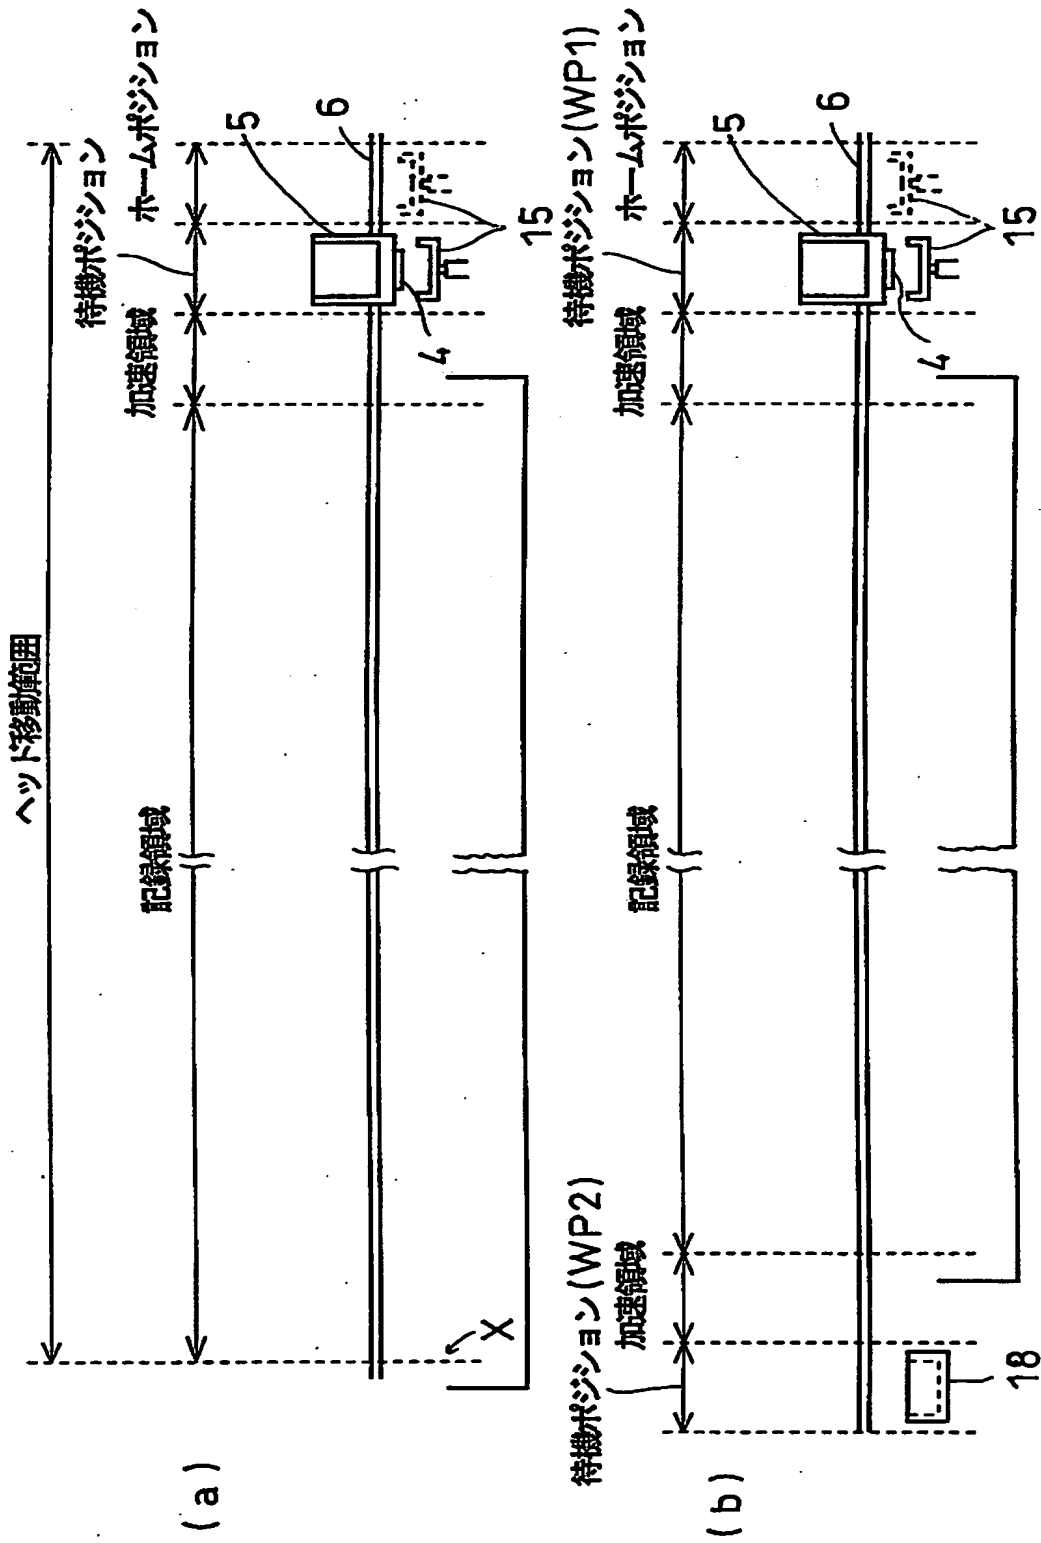 ヘッド移動範囲
記録領域
加速領域
待機ポジション
ホームポジション
5
6
4
15
X
(a)
待機ポジション(WP2)
加速領域
記録領域
加速領域
待機ポジション(WP1)
ホームポジション
5
6
4
15
18
(b)